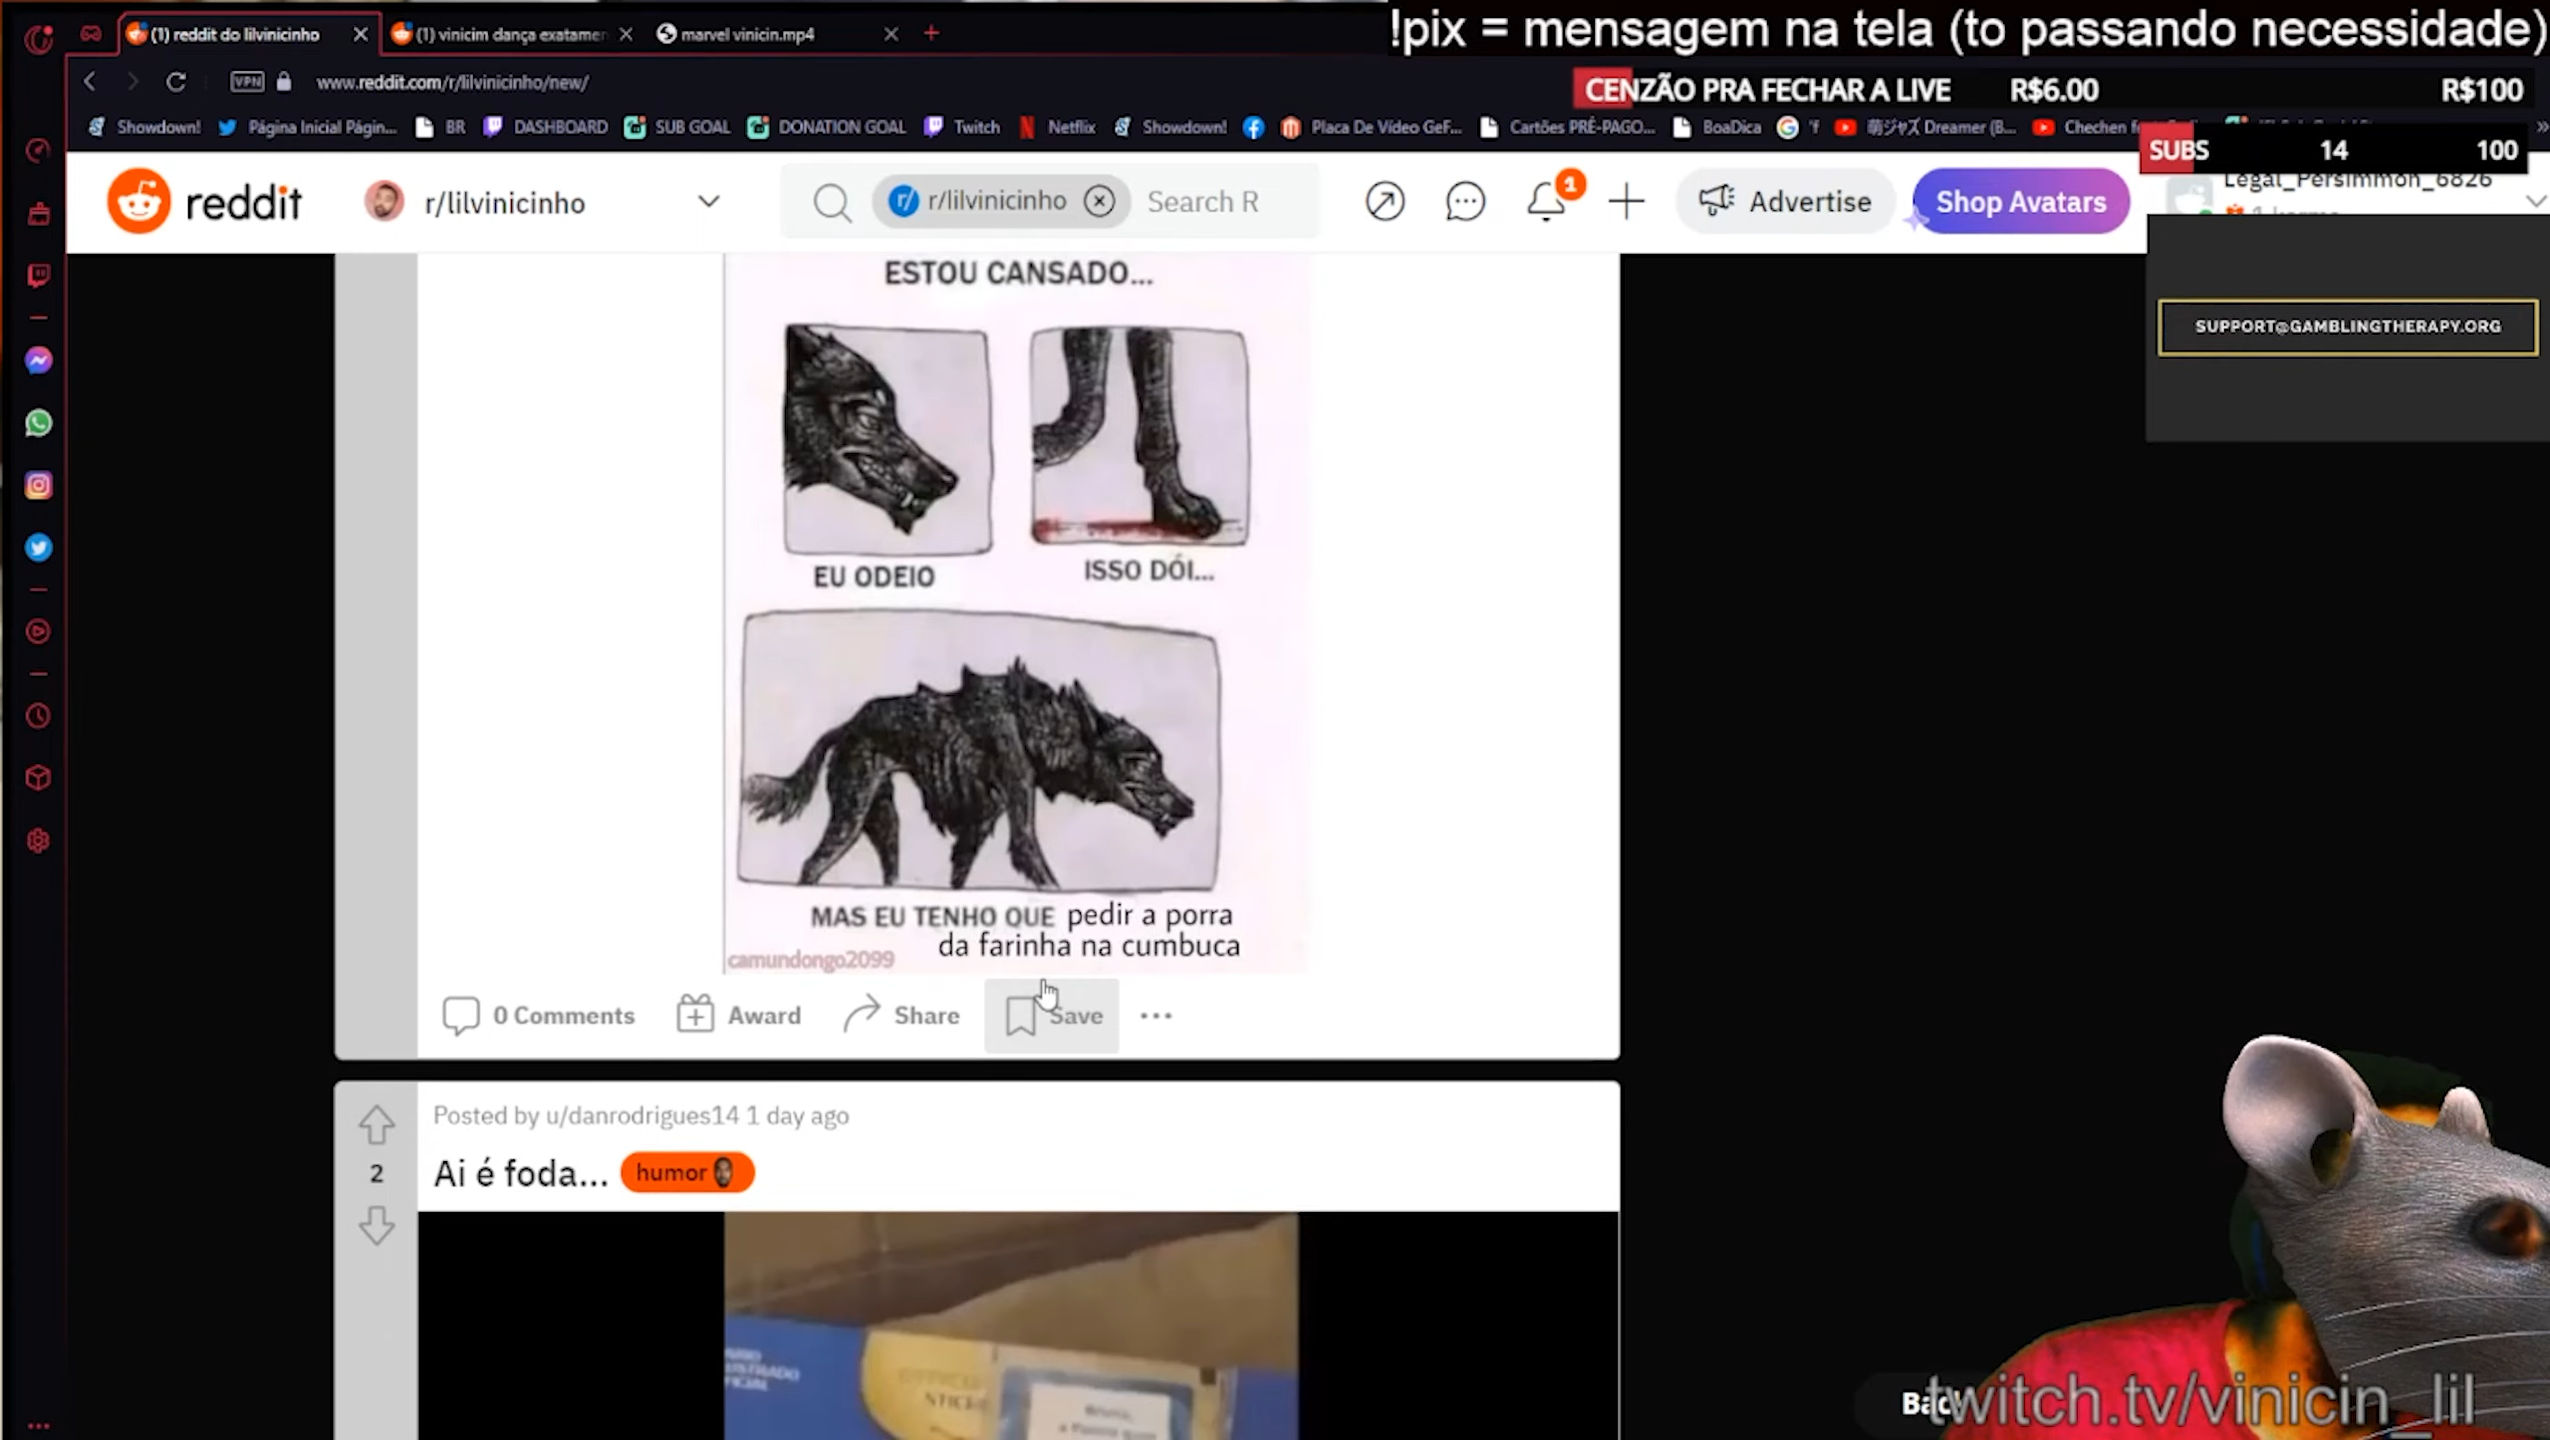 (1) reddit do lilvinicinho
(1) vinicim dança exatamen
marvel vinicin.mp4
!pix = mensagem na tela (to passando necessidade)
VPN
www.reddit.com/r/lilvinicinho/new/
CENZÃO PRA FECHAR A LIVE R$6.00 R$100
Showdown!
Página Inicial Págin...
BR
DASHBOARD
SUB GOAL
DONATION GOAL
Twitch
Netflix
Showdown!
Placa De Vídeo GeF...
Cartões PRÉ-PAGO...
BoaDica
Dreamer (B...
Chechen
SUBS 14 100
reddit
r/lilvinicinho
r/ r/lilvinicinho
Search R
1
Advertise
Shop Avatars
Legal_Persimmon_6826
SUPPORT@GAMBLINGTHERAPY.ORG
ESTOU CANSADO...
EU ODEIO
ISSO DÓI...
MAS EU TENHO QUE pedir a porra
da farinha na cumbuca
camundongo2099
0 Comments
Award
Share
Save
Posted by u/danrodrigues14 1 day ago
2
Ai é foda...
humor
twitch.tv/vinicin_lil